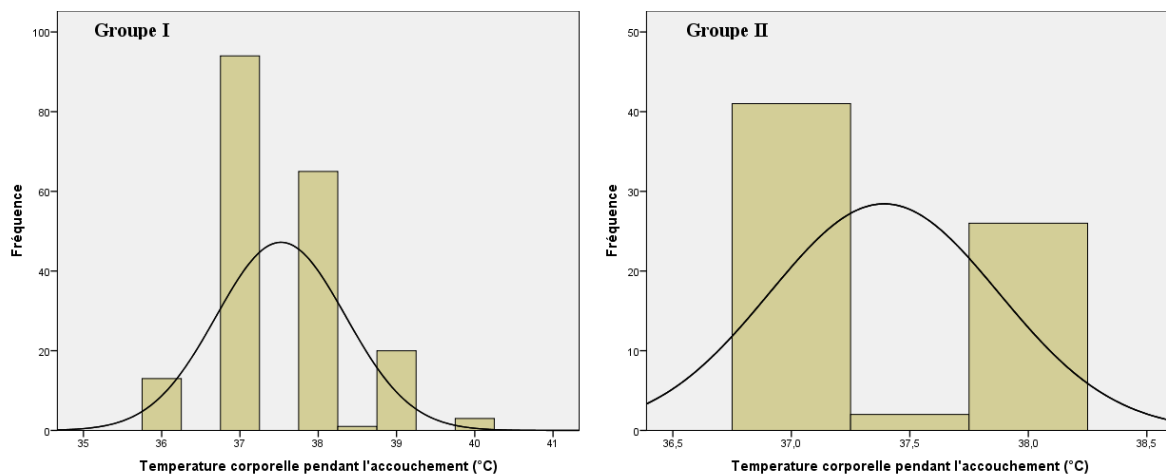 Groupe I
Fréquence
100
80
60
40
20
0
35 36 37 38 39 40 41
Temperature corporelle pendant l'accouchement (°C)
Groupe II
Fréquence
50
40
30
20
10
0
36,5 37,0 37,5 38,0 38,5
Temperature corporelle pendant l'accouchement (°C)